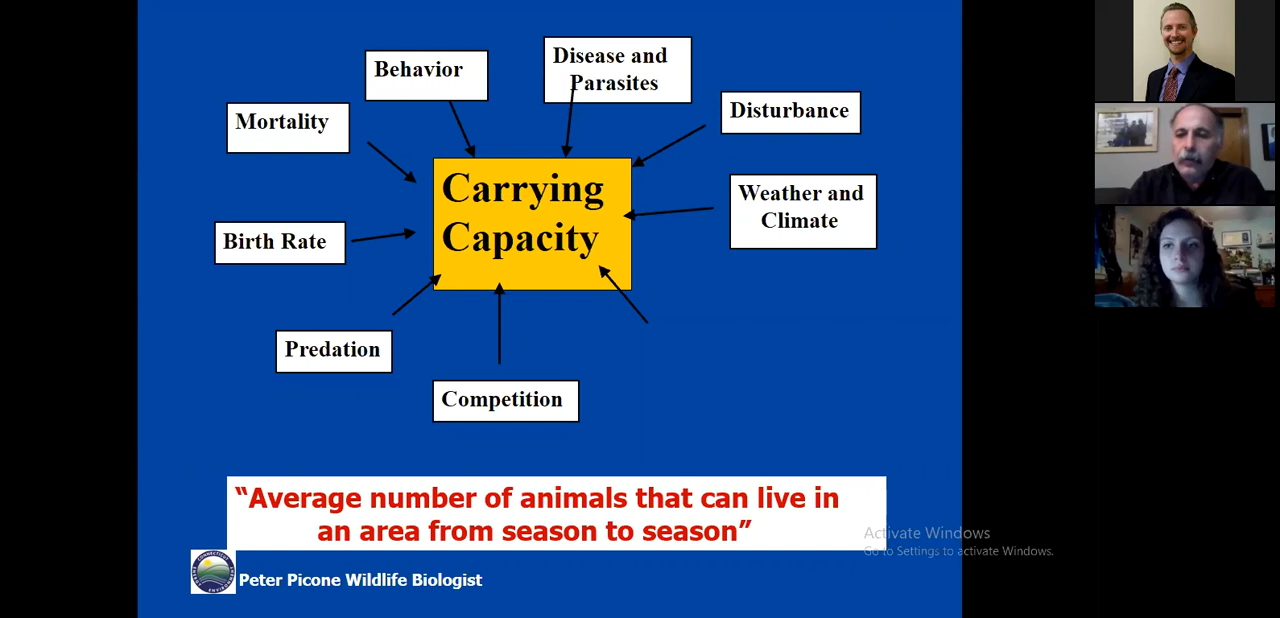 Behavior
Disease and
Parasites
Mortality
Disturbance
Carrying
Capacity
Weather and
Climate
Birth Rate
Predation
Competition
“Average number of animals that can live in
an area from season to season”
Activate Windows
Go to Settings to activate Windows.
Peter Picone Wildlife Biologist